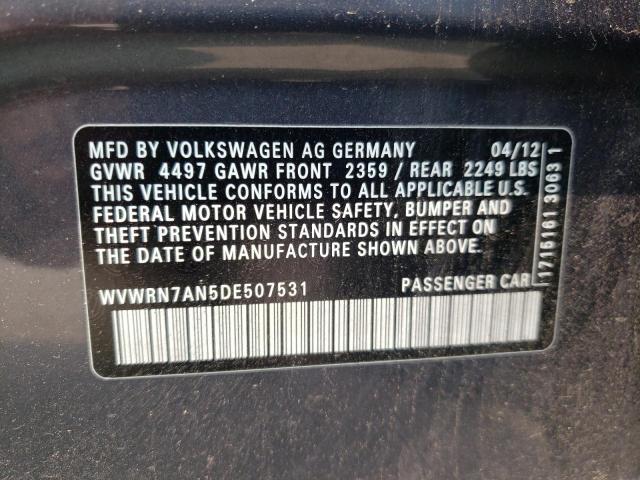 MFD BY VOLKSWAGEN AG GERMANY 04/12
GVWR 4497 GAWR FRONT 2359 / REAR 2249 LBS
THIS VEHICLE CONFORMS TO ALL APPLICABLE U.S.
FEDERAL MOTOR VEHICLE SAFETY, BUMPER AND
THEFT PREVENTION STANDARDS IN EFFECT ON
THE DATE OF MANUFACTURE SHOWN ABOVE.
WVWRN7AN5DE507531 PASSENGER CAR
1715161 3063 1